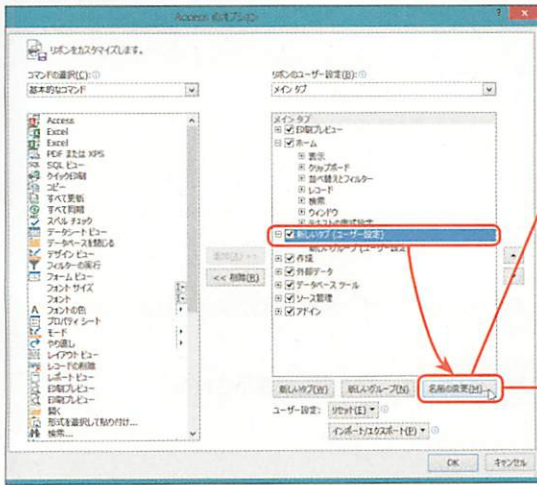 Access のオプション
リボンをカスタマイズします。
コマンドの選択(C):
基本的なコマンド
Access
Excel
Excel
PDF または XPS
SQL ビュー
クイック印刷
コピー
すべて更新
すべて同期
スペル チェック
データシート ビュー
データベースを閉じる
デザイン ビュー
フィルターの実行
フォーム ビュー
フォント サイズ
フォント
フォントの色
プロパティ シート
モード
やり直し
レイアウト ビュー
レコードの削除
レポート ビュー
印刷プレビュー
印刷プレビュー
開く
形式を選択して貼り付け...
検索...
追加(A) >>
<< 削除(R)
リボンのユーザー設定(B):
メイン タブ
メイン タブ
印刷プレビュー
ホーム
表示
クリップボード
並べ替えとフィルター
レコード
検索
ウィンドウ
テキストの書式設定
新しいタブ (ユーザー設定)
新しいグループ (ユーザー設定)
作成
外部データ
データベース ツール
ソース管理
アドイン
新しいタブ(W)
新しいグループ(N)
名前の変更(M)...
ユーザー設定:
リセット(E)
インポート/エクスポート(P)
OK
キャンセル